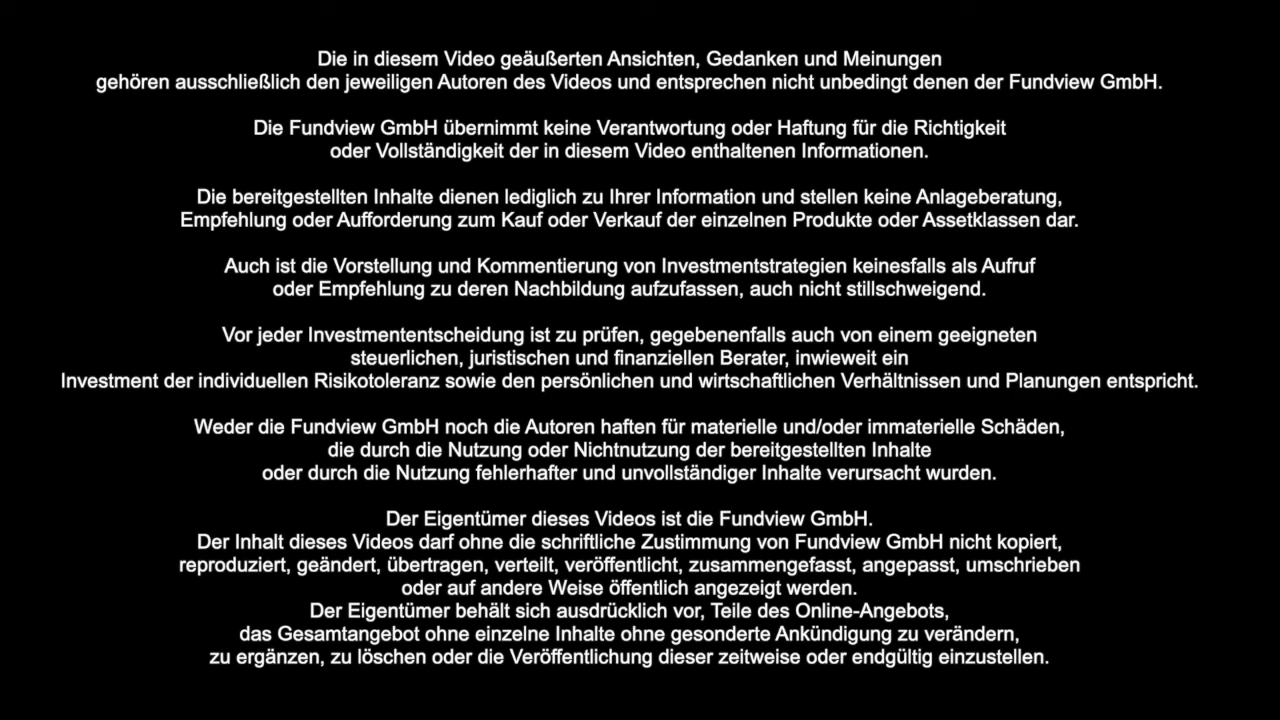 Die in diesem Video geäußerten Ansichten, Gedanken und Meinungen
gehören ausschließlich den jeweiligen Autoren des Videos und entsprechen nicht unbedingt denen der Fundview GmbH.
Die Fundview GmbH übernimmt keine Verantwortung oder Haftung für die Richtigkeit
oder Vollständigkeit der in diesem Video enthaltenen Informationen.
Die bereitgestellten Inhalte dienen lediglich zu Ihrer Information und stellen keine Anlageberatung,
Empfehlung oder Aufforderung zum Kauf oder Verkauf der einzelnen Produkte oder Assetklassen dar.
Auch ist die Vorstellung und Kommentierung von Investmentstrategien keinesfalls als Aufruf
oder Empfehlung zu deren Nachbildung aufzufassen, auch nicht stillschweigend.
Vor jeder Investmententscheidung ist zu prüfen, gegebenenfalls auch von einem geeigneten
steuerlichen, juristischen und finanziellen Berater, inwieweit ein
Investment der individuellen Risikotoleranz sowie den persönlichen und wirtschaftlichen Verhältnissen und Planungen entspricht.
Weder die Fundview GmbH noch die Autoren haften für materielle und/oder immaterielle Schäden,
die durch die Nutzung oder Nichtnutzung der bereitgestellten Inhalte
oder durch die Nutzung fehlerhafter und unvollständiger Inhalte verursacht wurden.
Der Eigentümer dieses Videos ist die Fundview GmbH.
Der Inhalt dieses Videos darf ohne die schriftliche Zustimmung von Fundview GmbH nicht kopiert,
reproduziert, geändert, übertragen, verteilt, veröffentlicht, zusammengefasst, angepasst, umschrieben
oder auf andere Weise öffentlich angezeigt werden.
Der Eigentümer behält sich ausdrücklich vor, Teile des Online-Angebots,
das Gesamtangebot ohne einzelne Inhalte ohne gesonderte Ankündigung zu verändern,
zu ergänzen, zu löschen oder die Veröffentlichung dieser zeitweise oder endgültig einzustellen.